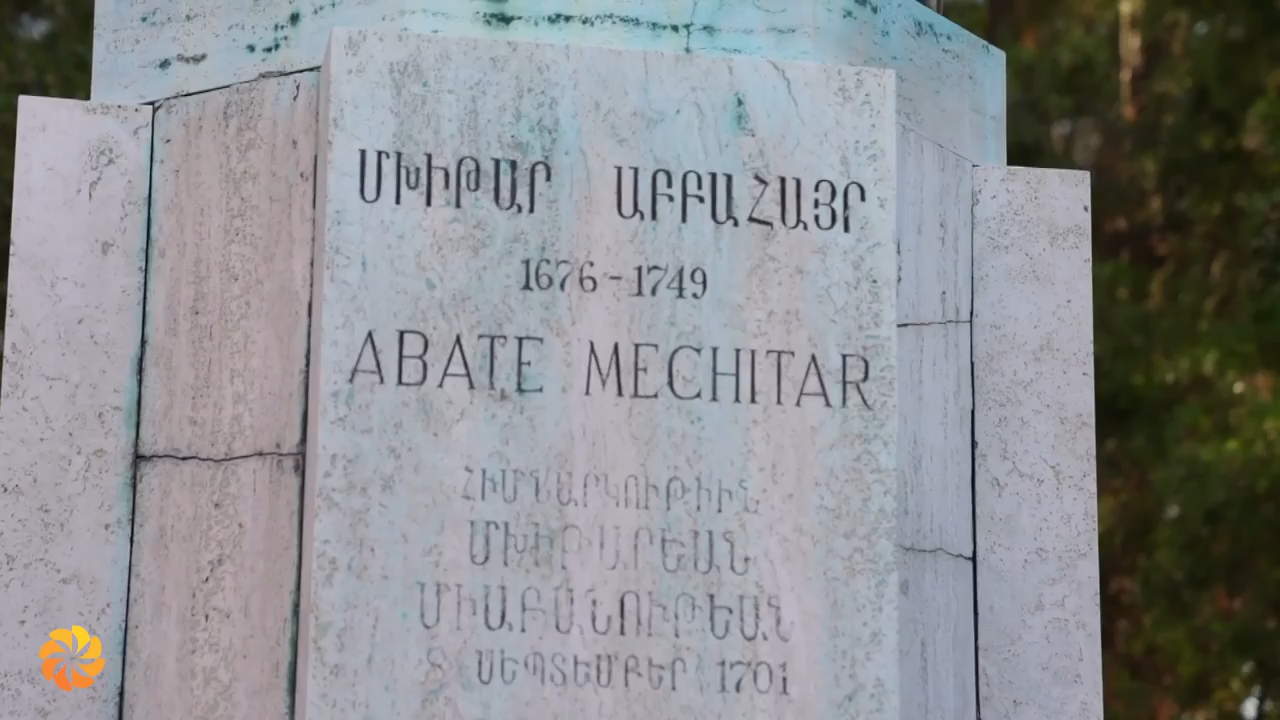 ՄԽԻԹԱՐ ԱԲԲԱՀԱՅՐ
1676-1749
ABATE MECHITAR
ՀԻՄՆԱՐԿՈՒԹԻՒՆ
ՄԽԻԹԱՐԵԱՆ
ՄԻԱԲԱՆՈՒԹԵԱՆ
8 ՍԵՊՏԵՄԲԵՐ 1701